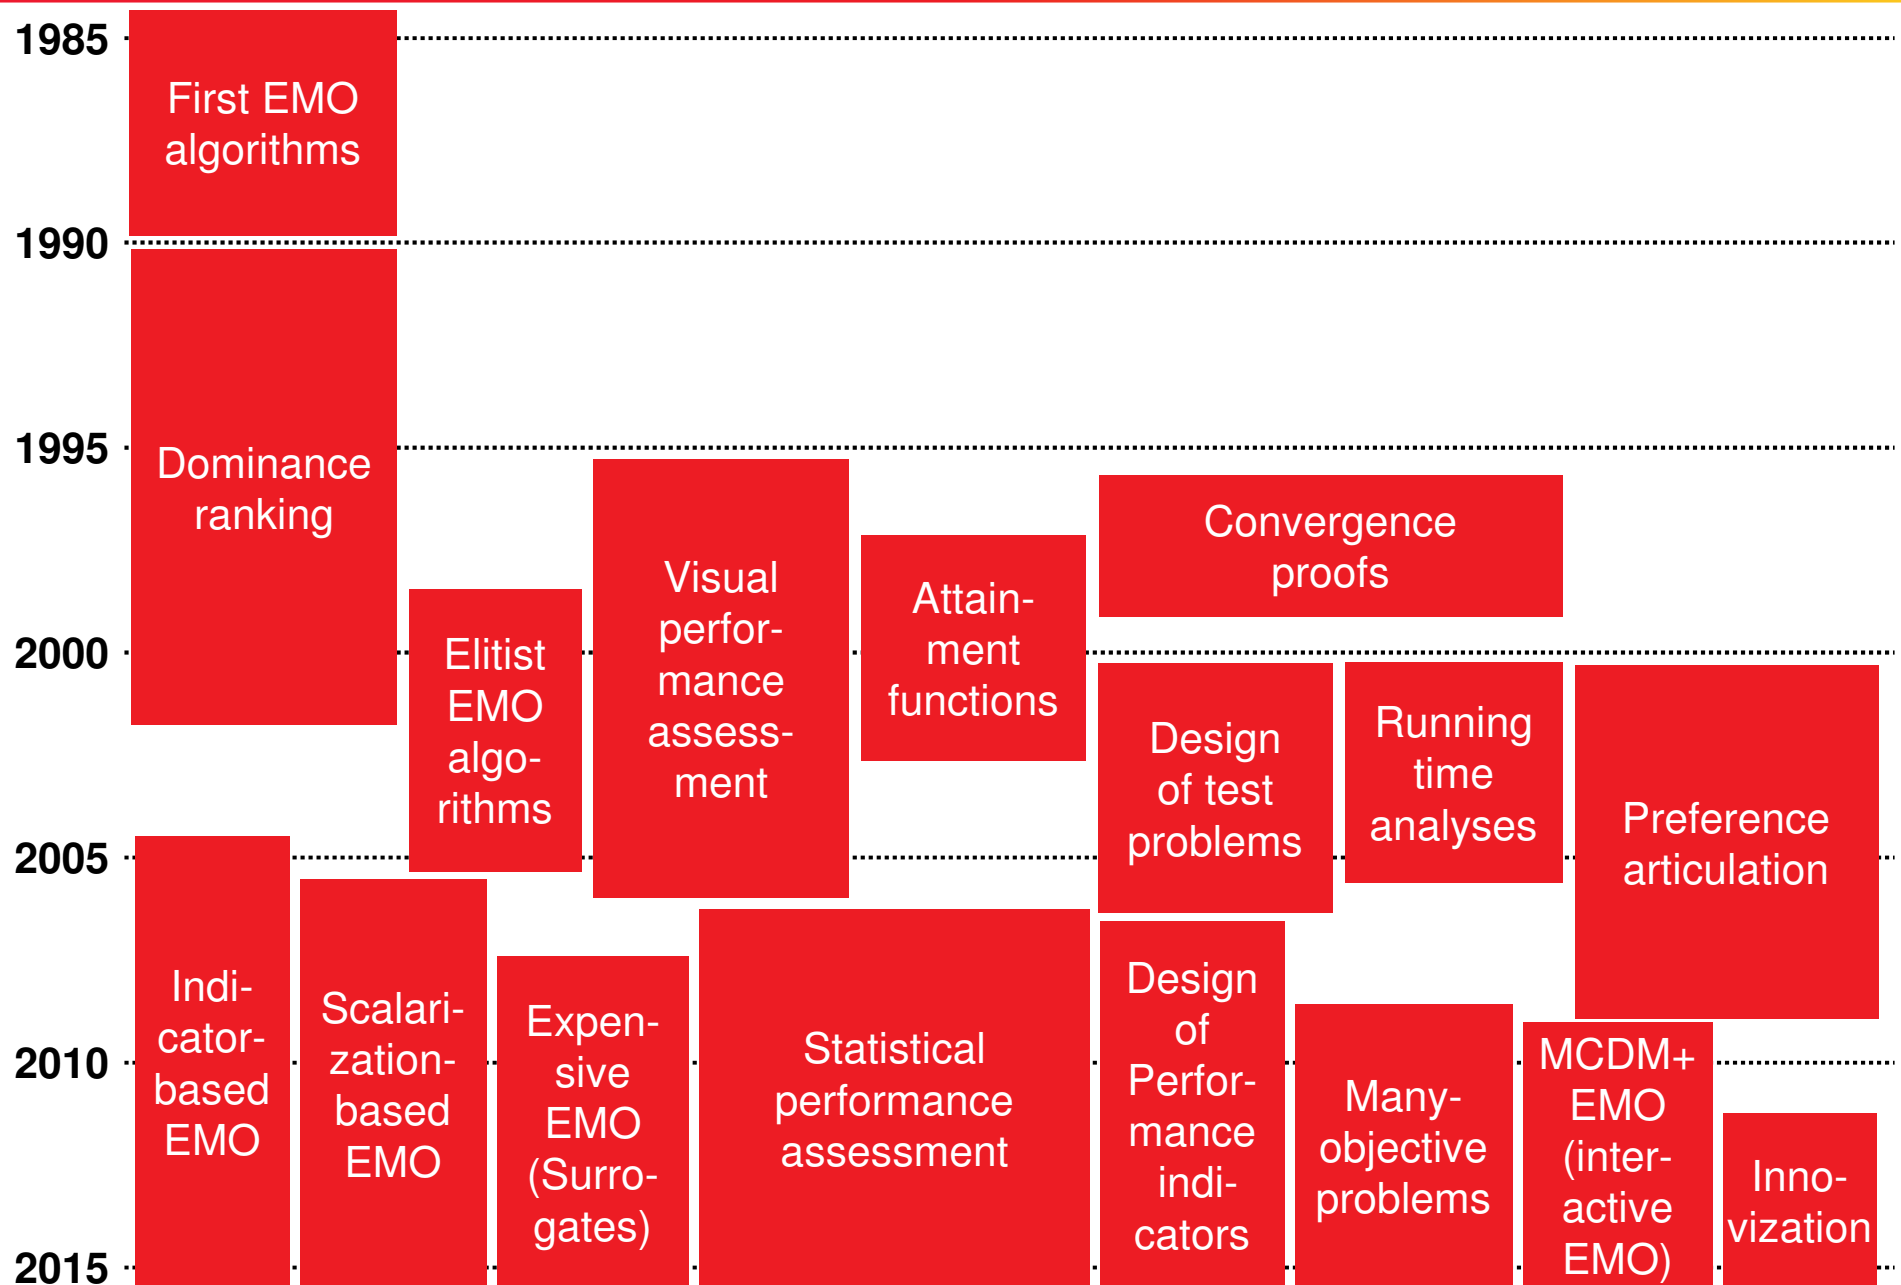 1985
First EMO
algorithms
1990
1995
Dominance
ranking
Convergence
proofs
Visual
perfor-
mance
assess-
ment
Attain-
ment
functions
2000
Elitist
EMO
algo-
rithms
Design
of test
problems
Running
time
analyses
Preference
articulation
2005
Indi-
cator-
based
EMO
Scalari-
zation-
based
EMO
Expen-
sive
EMO
(Surro-
gates)
Statistical
performance
assessment
Design
of
Perfor-
mance
indi-
cators
Many-
objective
problems
MCDM+
EMO
(inter-
active
EMO)
Inno-
vization
2010
2015